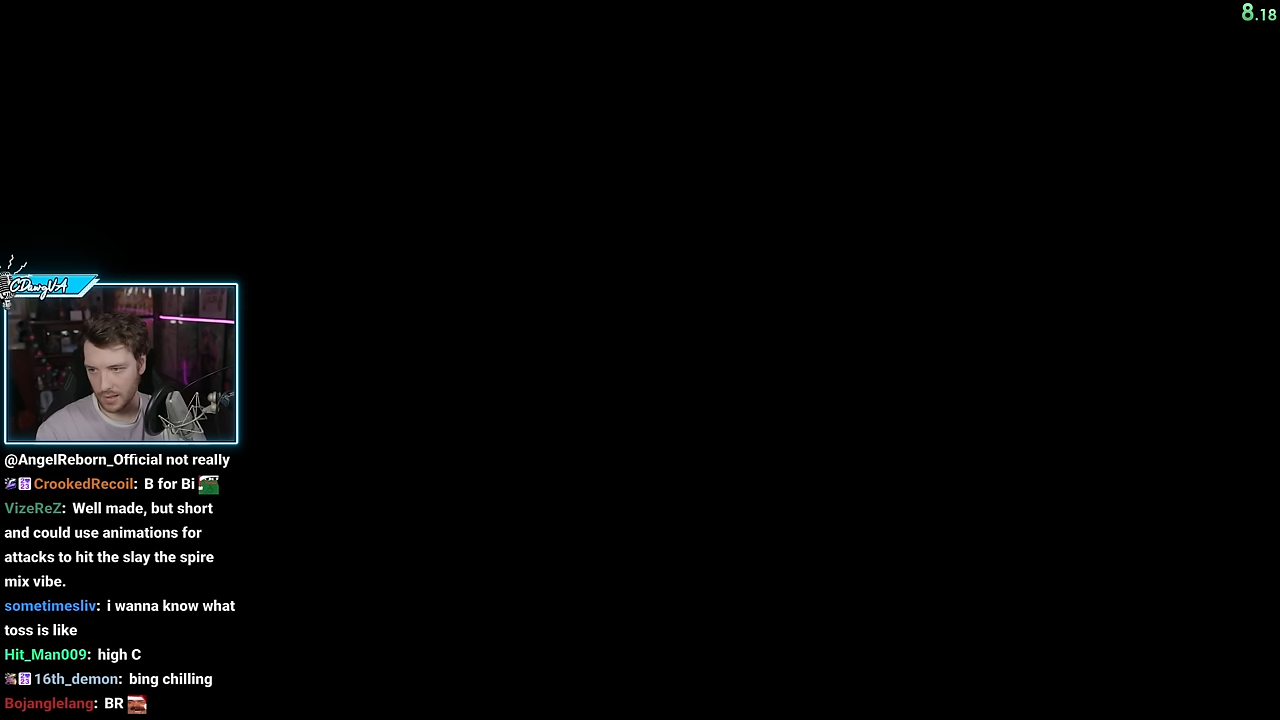 8.18
CDawgVA
@AngelReborn_Official not really
CrookedRecoil: B for Bi
VizeReZ: Well made, but short
and could use animations for
attacks to hit the slay the spire
mix vibe.
sometimesliv: i wanna know what
toss is like
Hit_Man009: high C
16th_demon: bing chilling
Bojanglelang: BR